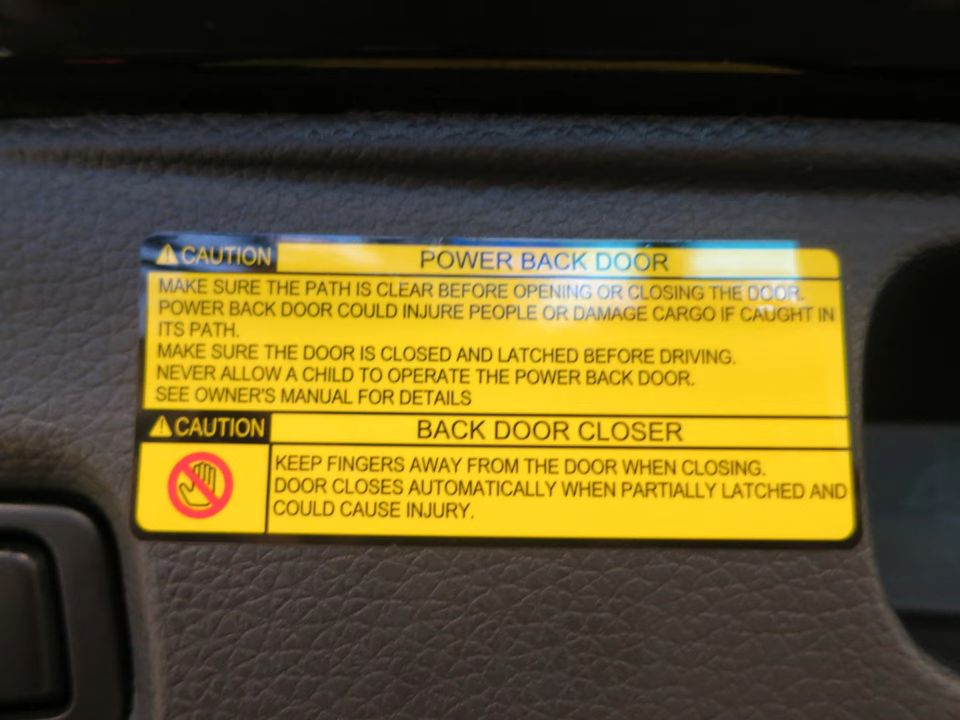 CAUTION POWER BACK DOOR
MAKE SURE THE PATH IS CLEAR BEFORE OPENING OR CLOSING THE DOOR.
POWER BACK DOOR COULD INJURE PEOPLE OR DAMAGE CARGO IF CAUGHT IN
ITS PATH.
MAKE SURE THE DOOR IS CLOSED AND LATCHED BEFORE DRIVING.
NEVER ALLOW A CHILD TO OPERATE THE POWER BACK DOOR.
SEE OWNER'S MANUAL FOR DETAILS
CAUTION BACK DOOR CLOSER
KEEP FINGERS AWAY FROM THE DOOR WHEN CLOSING.
DOOR CLOSES AUTOMATICALLY WHEN PARTIALLY LATCHED AND
COULD CAUSE INJURY.